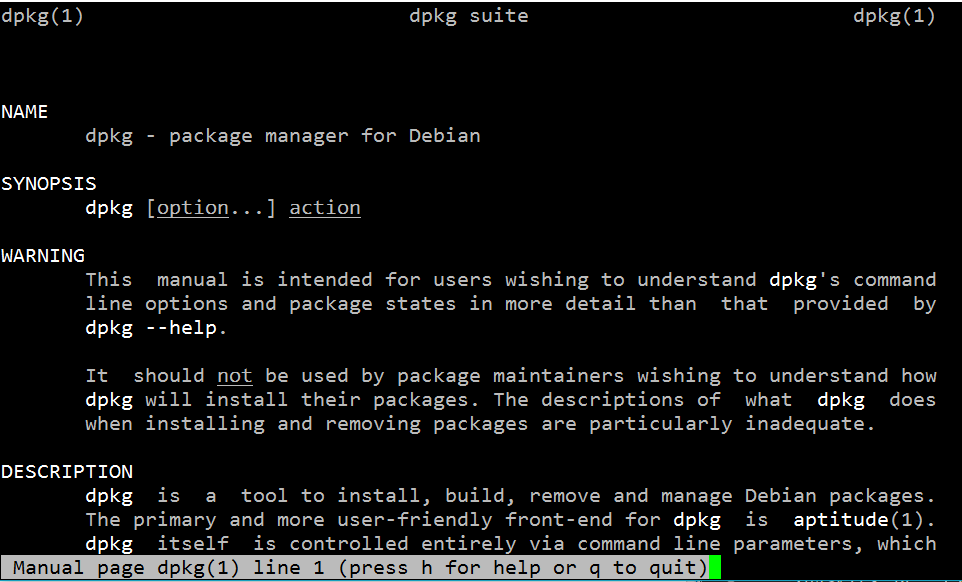 dpkg(1) dpkg suite dpkg(1)
NAME
dpkg - package manager for Debian
SYNOPSIS
dpkg [option...] action
WARNING
This manual is intended for users wishing to understand dpkg's command
line options and package states in more detail than that provided by
dpkg --help.
It should not be used by package maintainers wishing to understand how
dpkg will install their packages. The descriptions of what dpkg does
when installing and removing packages are particularly inadequate.
DESCRIPTION
dpkg is a tool to install, build, remove and manage Debian packages.
The primary and more user-friendly front-end for dpkg is aptitude(1).
dpkg itself is controlled entirely via command line parameters, which
Manual page dpkg(1) line 1 (press h for help or q to quit)